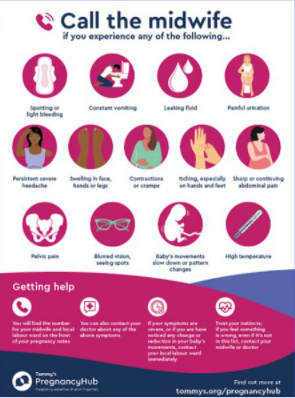 Call the midwife
if you experience any of the following...
Spotting or
light bleeding
Constant vomiting
Leaking fluid
Painful urination
Persistent severe
headache
Swelling in face,
hands or legs
Contractions
or cramps
Itching, especially
on hands and feet
Sharp or continuing
abdominal pain
Pelvic pain
Blurred vision,
seeing spots
Baby's movements
slow down or pattern
changes
High temperature
Getting help
You will find the number
for your midwife and local
labour ward on the front
of your pregnancy notes
You can also contact your
doctor about any of the
above symptoms
If your symptoms are
severe, or if you have
noticed any change or
reduction in your baby's
movements, contact
your local labour ward
immediately
Trust your instincts;
if you feel something
is wrong, even if it's not
in this list, contact your
midwife or doctor
Tommy's
PregnancyHub
Find out more at
tommys.org/pregnancyhub